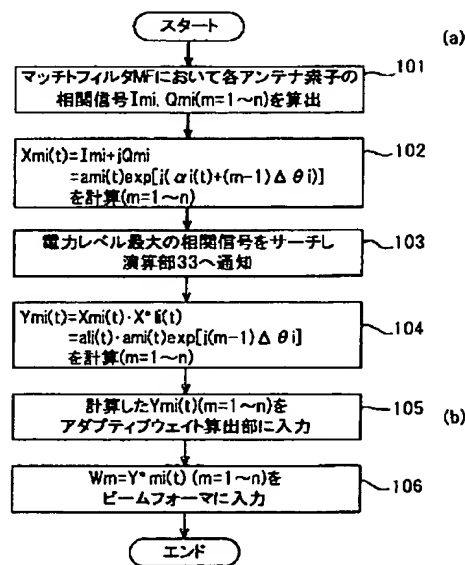 スタート
(a)
101
マッチトフィルタMFにおいて各アンテナ素子の
相関信号Imi, Qmi(m=1~n)を算出
102
Xmi(t)=Imi+jQmi
=ami(t)exp[j(αi(t)+(m-1)Δθi)]
を計算(m=1~n)
103
電力レベル最大の相関信号をサーチし
演算部33へ通知
104
Ymi(t)=Xmi(t)·X*li(t)
=ali(t)·ami(t)exp[j(m-1)Δθi]
を計算(m=1~n)
105
計算したYmi(t)(m=1~n)を
アダプティブウェイト算出部に入力
(b)
106
Wm=Y*mi(t) (m=1~n)を
ビームフォーマに入力
エンド